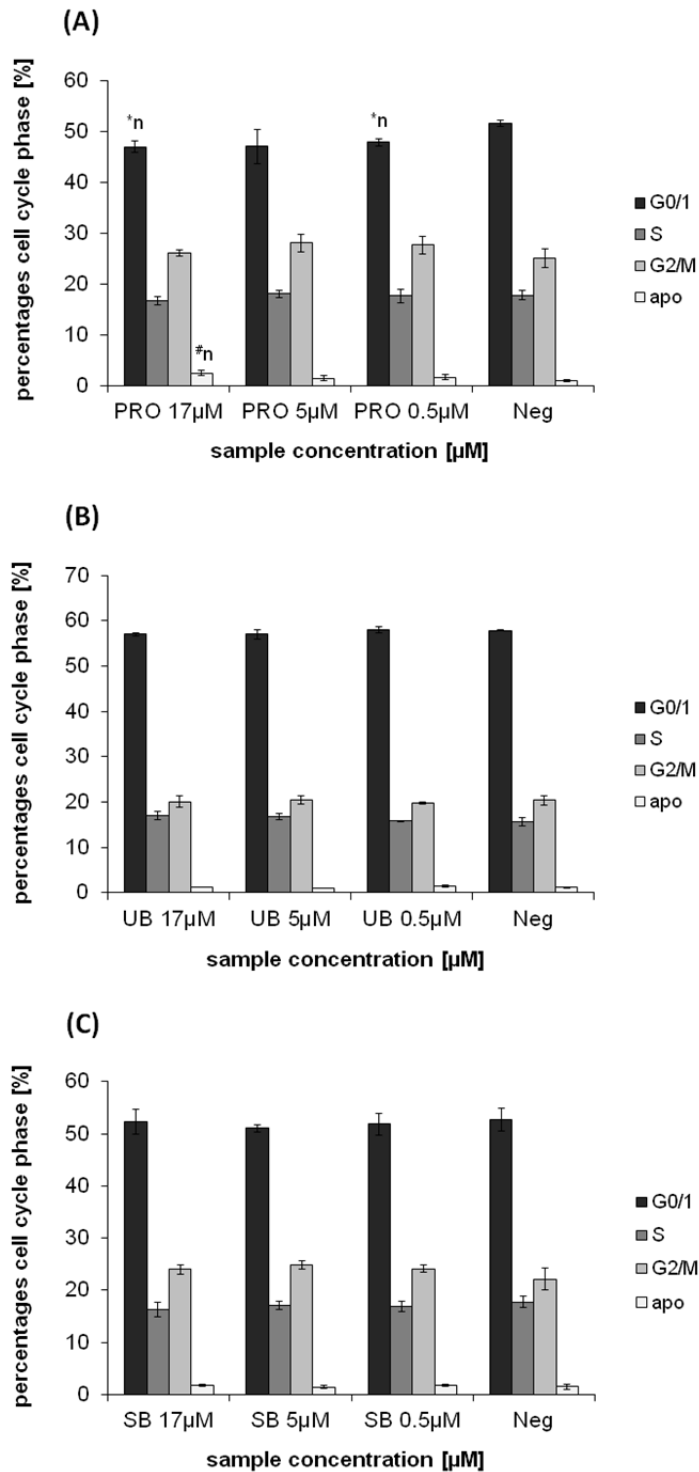 (A)
percentages cell cycle phase [%]
60
50
40
30
20
10
0
*n
*n
#n
G0/1
S
G2/M
apo
PRO 17µM PRO 5µM PRO 0.5µM Neg
sample concentration [µM]
(B)
percentages cell cycle phase [%]
70
60
50
40
30
20
10
0
G0/1
S
G2/M
apo
UB 17µM UB 5µM UB 0.5µM Neg
sample concentration [µM]
(C)
percentages cell cycle phase [%]
60
50
40
30
20
10
0
G0/1
S
G2/M
apo
SB 17µM SB 5µM SB 0.5µM Neg
sample concentration [µM]